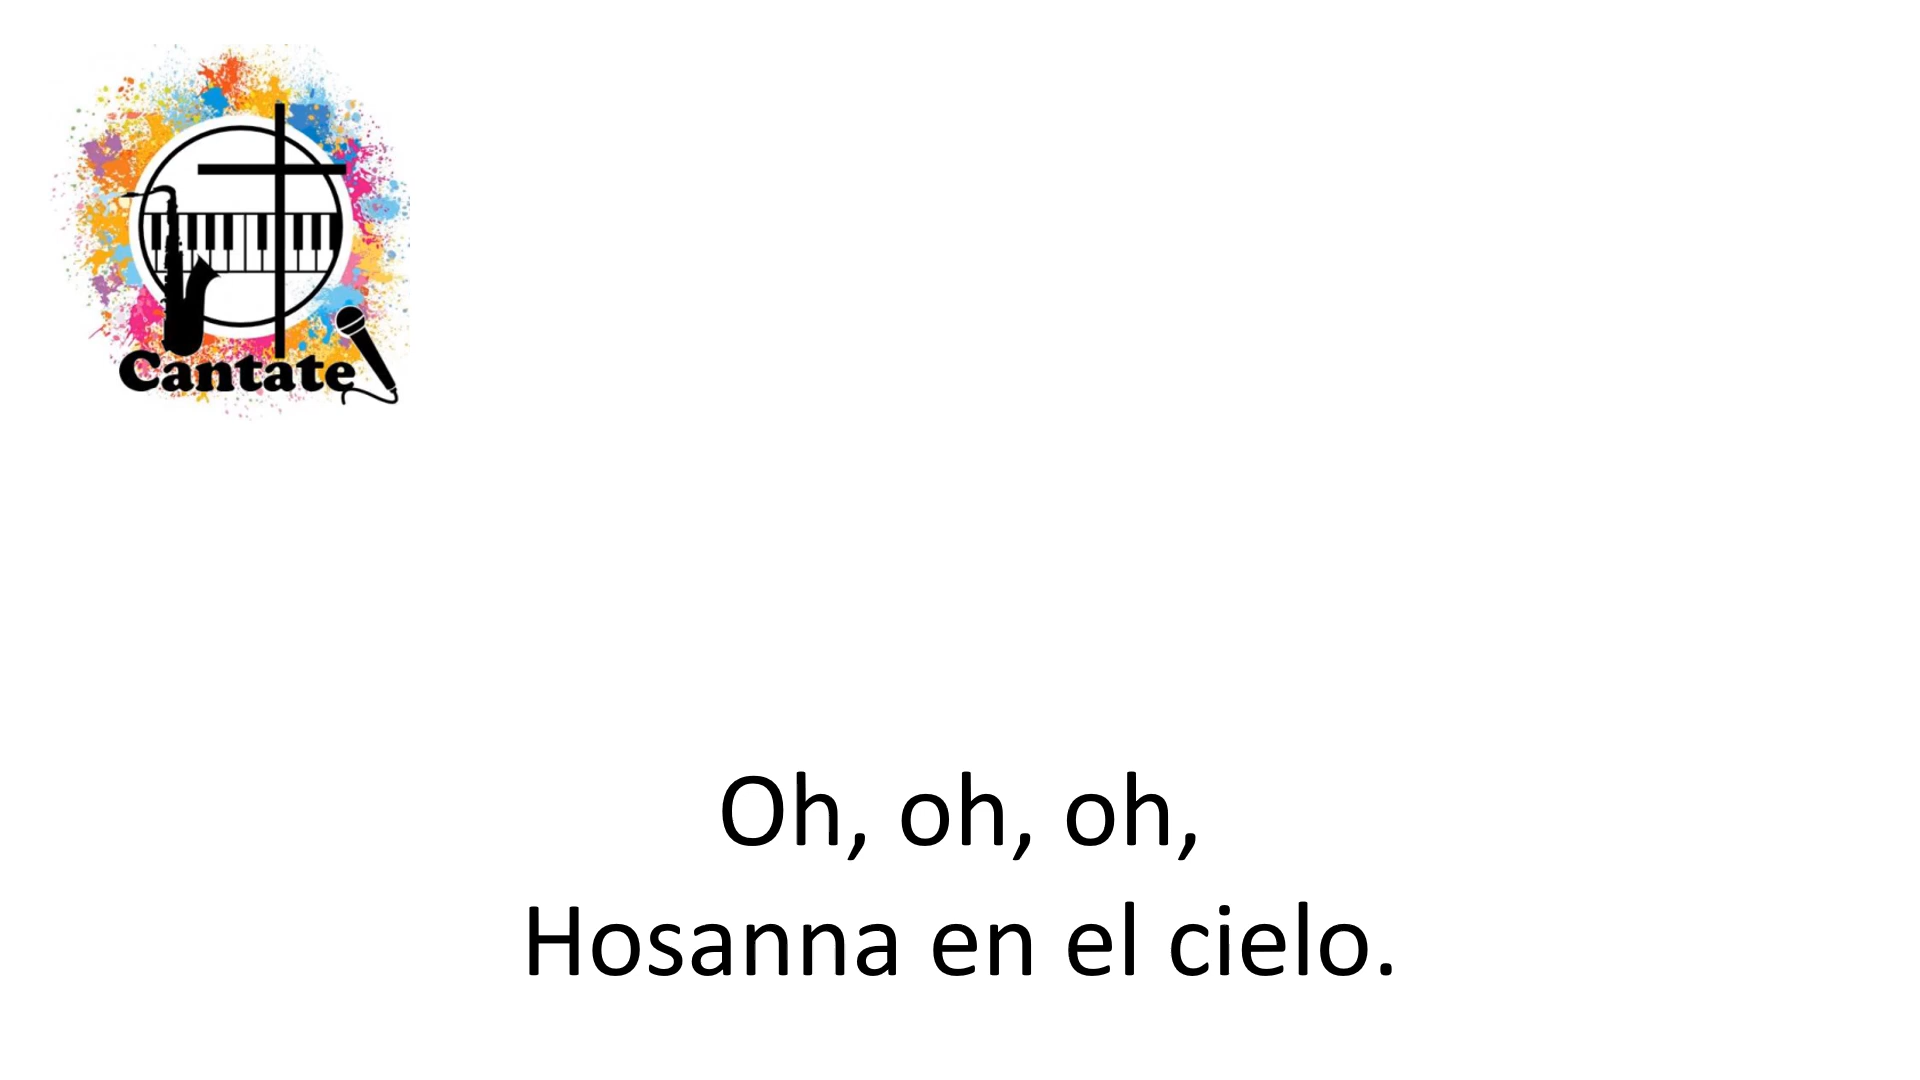 Cantate
Oh, oh, oh,
Hosanna en el cielo.